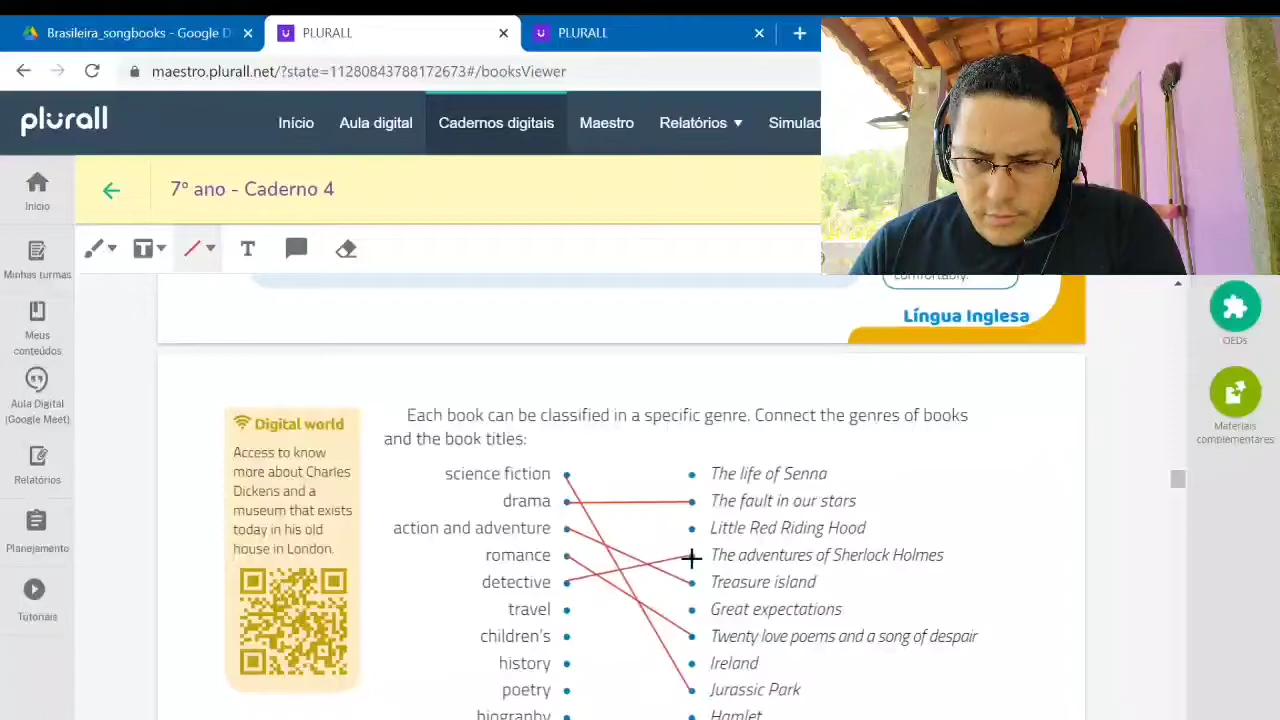 Brasileira_songbooks - Google D
PLURALL
PLURALL
maestro.plurall.net/?state=11280843788172673#/booksViewer
plurall
Início
Aula digital
Cadernos digitais
Maestro
Relatórios
Simulad
7º ano - Caderno 4
Início
Minhas turmas
Meus
conteúdos
Aula Digital
(Google Meet)
Relatórios
Planejamento
Tutoriais
T
T
comfortably.
Língua Inglesa
OEDs
Materiais
complementares
Digital world
Access to know
more about Charles
Dickens and a
museum that exists
today in his old
house in London.
Each book can be classified in a specific genre. Connect the genres of books
and the book titles:
science fiction
drama
action and adventure
romance
detective
travel
children's
history
poetry
biography
The life of Senna
The fault in our stars
Little Red Riding Hood
The adventures of Sherlock Holmes
Treasure island
Great expectations
Twenty love poems and a song of despair
Ireland
Jurassic Park
Hamlet